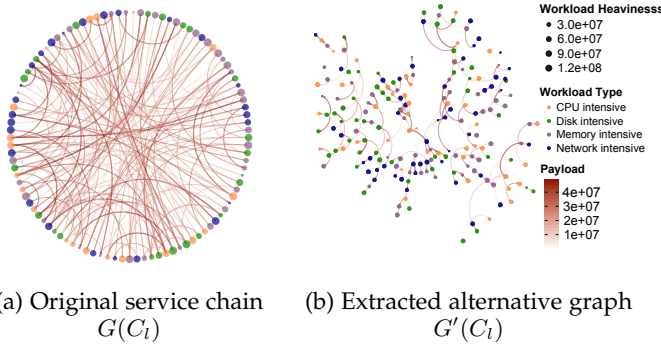 Workload Heavinesss
3.0e+07
6.0e+07
9.0e+07
1.2e+08
Workload Type
CPU intensive
Disk intensive
Memory intensive
Network intensive
Payload
4e+07
3e+07
2e+07
1e+07
a) Original service chain
G(C_l)
(b) Extracted alternative graph
G′(C_l)